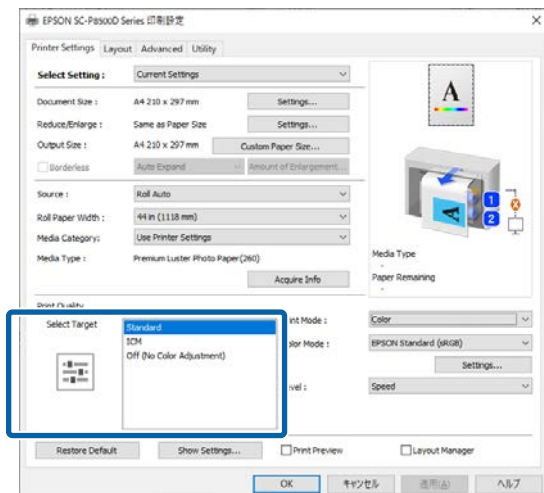 EPSON SC-P8500D Series 印刷設定
Printer Settings Layout Advanced Utility
Select Setting : Current Settings
Document Size : A4 210 x 297 mm Settings...
Reduce/Enlarge : Same as Paper Size Settings...
Output Size : A4 210 x 297 mm Custom Paper Size...
Borderless Auto Expand Amount of Enlargement...
Source : Roll Auto
Roll Paper Width : 44 in (1118 mm)
Media Category: Use Printer Settings
Media Type : Premium Luster Photo Paper(260)
Acquire Info
A
A
1
2
Media Type
-
Paper Remaining
-
Print Quality
Select Target
Standard
ICM
Off (No Color Adjustment)
int Mode : Color
olor Mode : EPSON Standard (sRGB)
Settings...
evel : Speed
Restore Default Show Settings... Print Preview Layout Manager
OK キャンセル 適用(A) ヘルプ